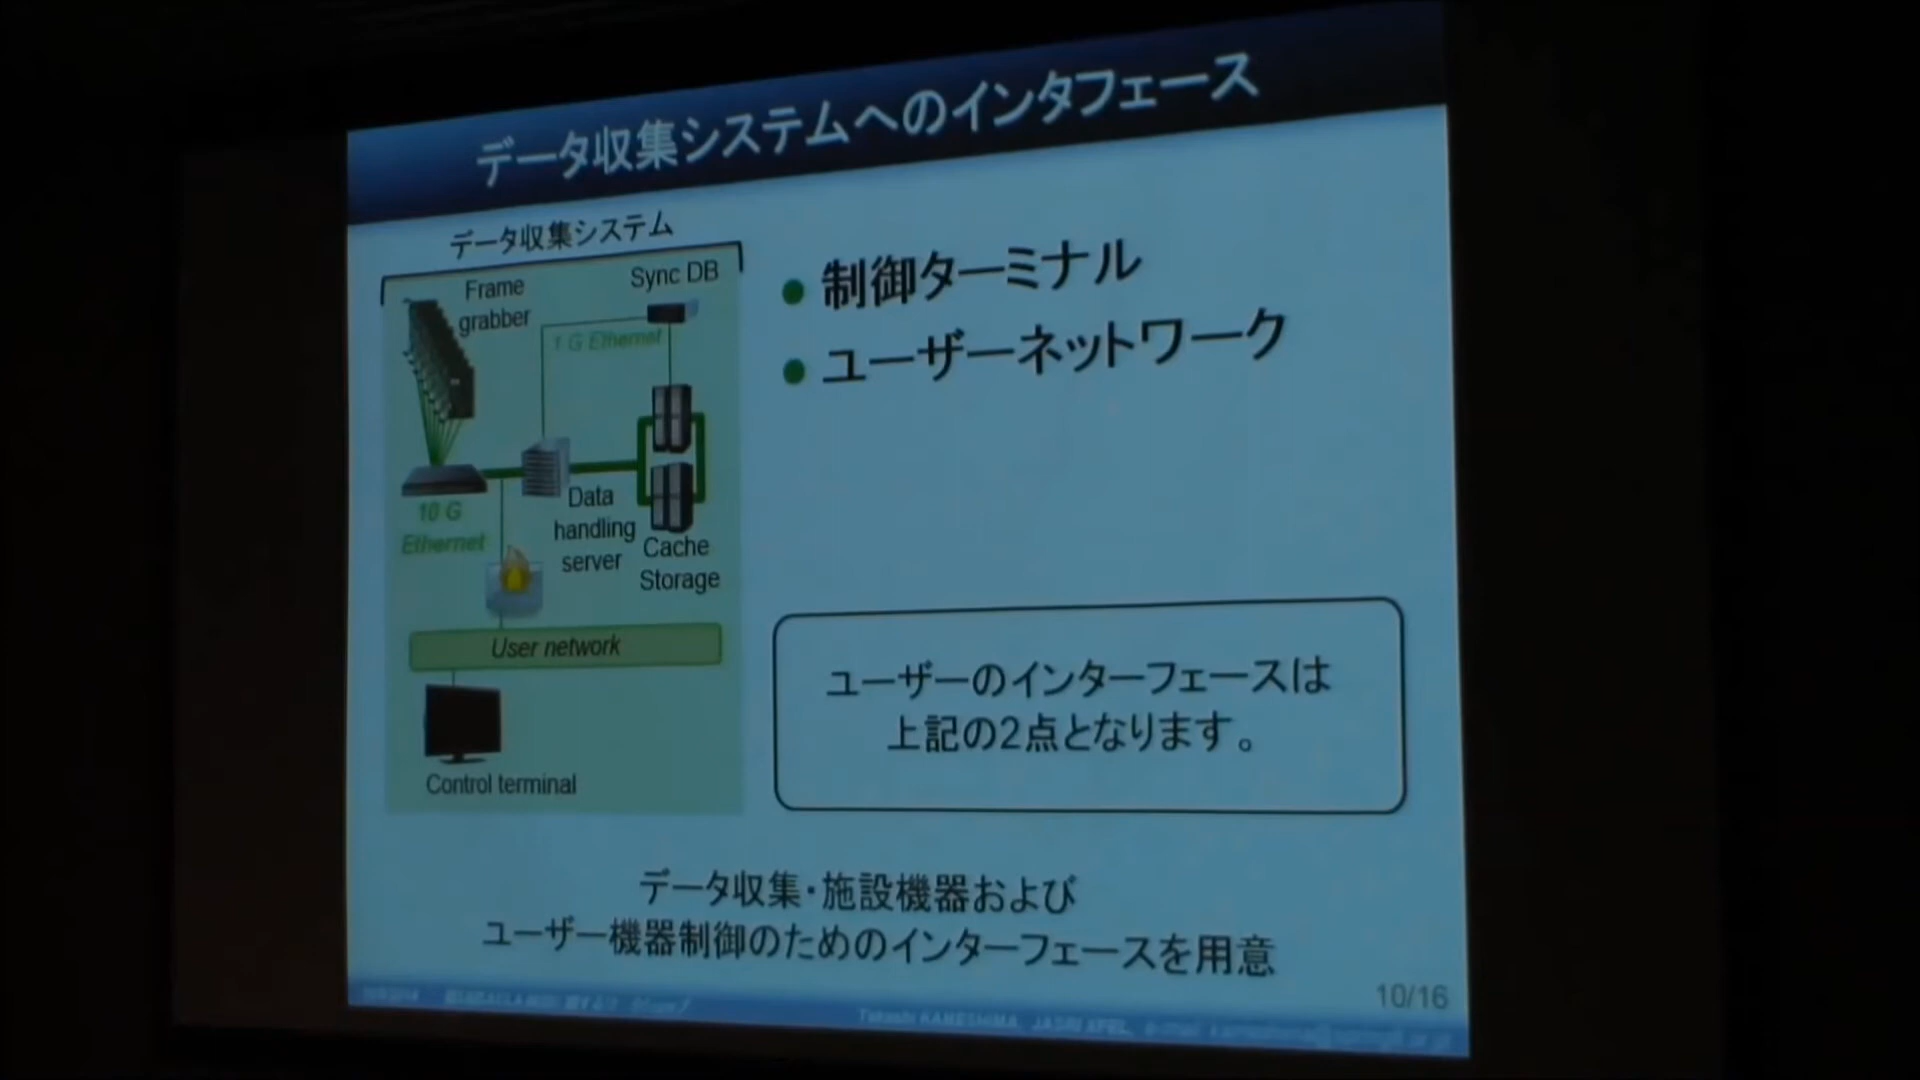 データ収集システムへのインタフェース
データ収集システム
Frame
grabber
Sync DB
1 G Ethernet
10 G
Ethernet
Data
handling
server
Cache
Storage
User network
Control terminal
● 制御ターミナル
● ユーザーネットワーク
ユーザーのインターフェースは
上記の2点となります。
データ収集・施設機器および
ユーザー機器制御のためのインターフェースを用意
10/16
Takashi KAMESHIMA, JASRI XFEL, e-mail